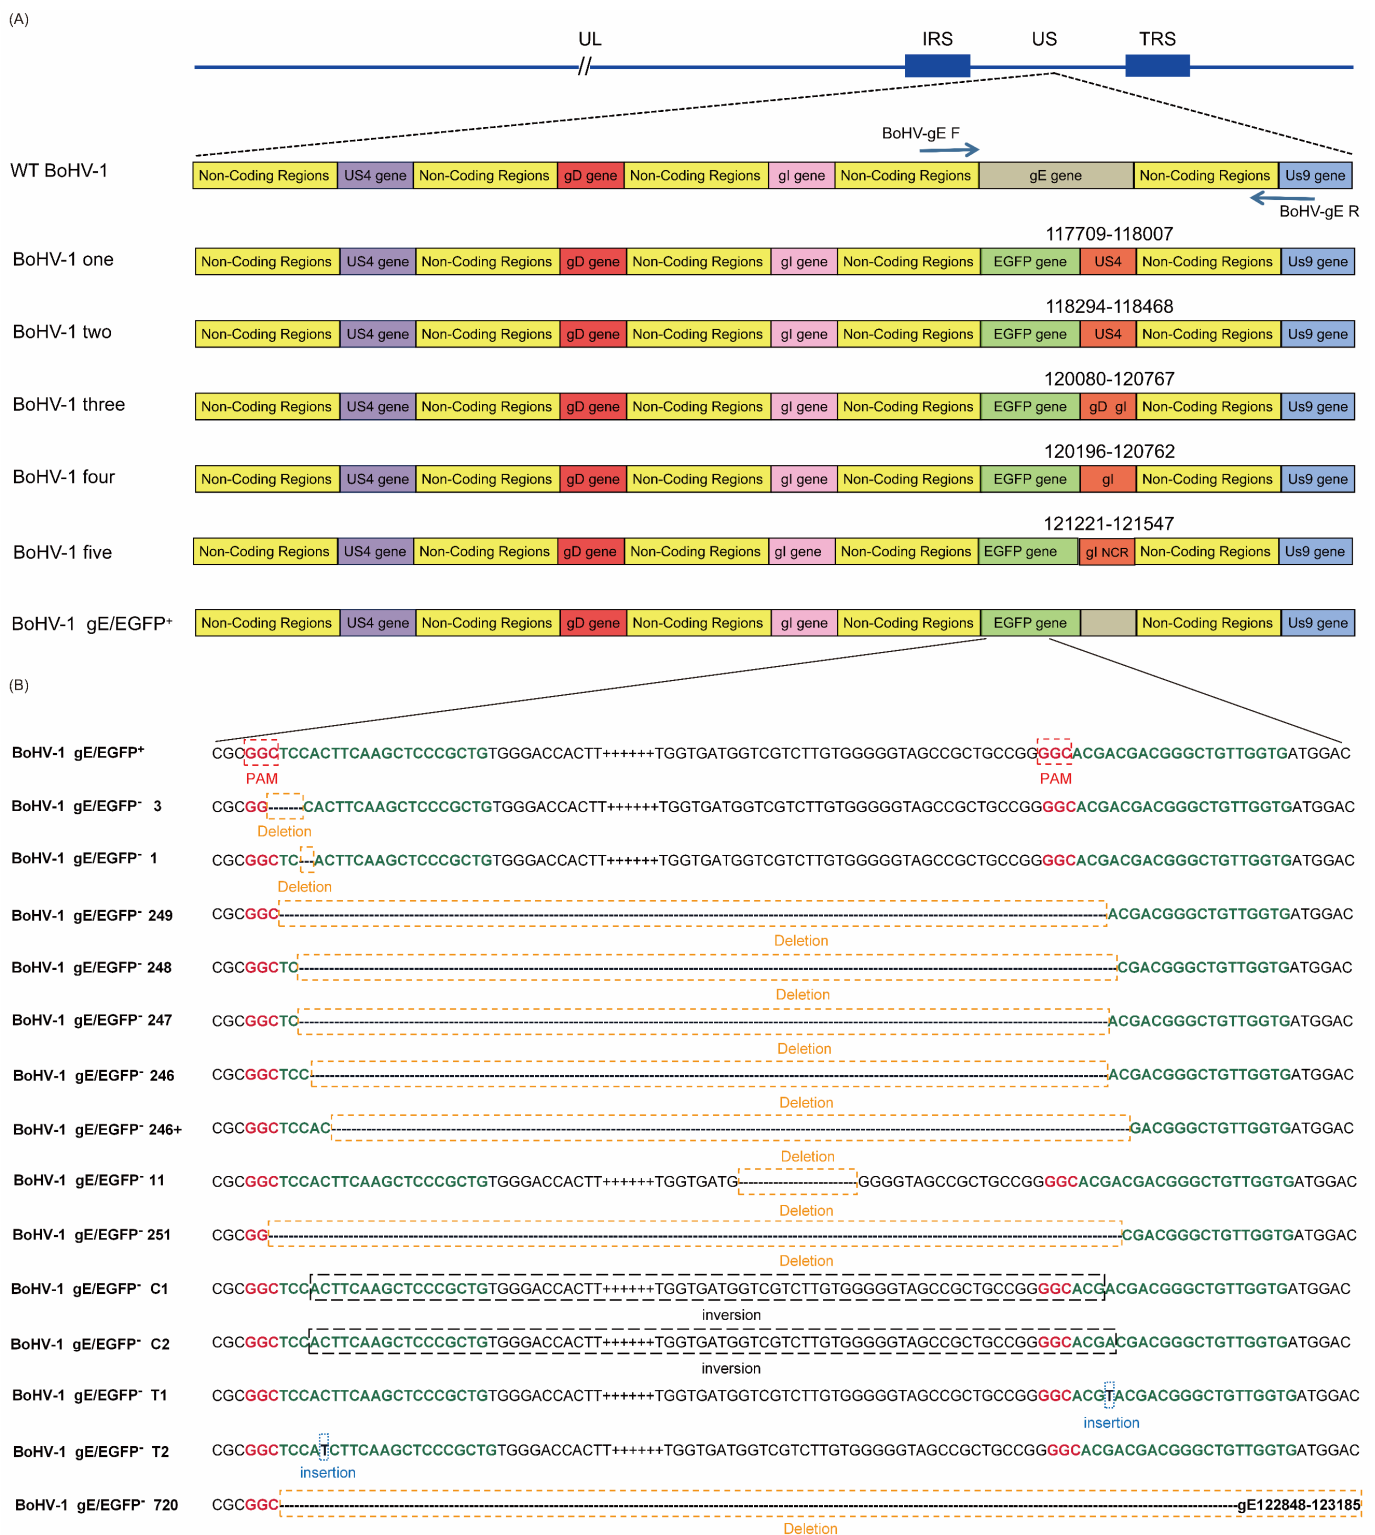 (A)
UL IRS US TRS
BoHV-gE F
WT BoHV-1 Non-Coding Regions US4 gene Non-Coding Regions gD gene Non-Coding Regions gI gene Non-Coding Regions gE gene Non-Coding Regions Us9 gene
BoHV-gE R
117709-118007
BoHV-1 one Non-Coding Regions US4 gene Non-Coding Regions gD gene Non-Coding Regions gI gene Non-Coding Regions EGFP gene US4 Non-Coding Regions Us9 gene
118294-118468
BoHV-1 two Non-Coding Regions US4 gene Non-Coding Regions gD gene Non-Coding Regions gI gene Non-Coding Regions EGFP gene US4 Non-Coding Regions Us9 gene
120080-120767
BoHV-1 three Non-Coding Regions US4 gene Non-Coding Regions gD gene Non-Coding Regions gI gene Non-Coding Regions EGFP gene gD gI Non-Coding Regions Us9 gene
120196-120762
BoHV-1 four Non-Coding Regions US4 gene Non-Coding Regions gD gene Non-Coding Regions gI gene Non-Coding Regions EGFP gene gI Non-Coding Regions Us9 gene
121221-121547
BoHV-1 five Non-Coding Regions US4 gene Non-Coding Regions gD gene Non-Coding Regions gI gene Non-Coding Regions EGFP gene gI NCR Non-Coding Regions Us9 gene
BoHV-1 gE/EGFP+ Non-Coding Regions US4 gene Non-Coding Regions gD gene Non-Coding Regions gI gene Non-Coding Regions EGFP gene Non-Coding Regions Us9 gene
(B)
BoHV-1 gE/EGFP+ CGCGGCTCCACTTCAAGCTCCCGCTGTGGGACCACTT++++++TGGTGATGGTCGTCTTGTGGGGGTAGCCGCTGCCGGGGCACGACGACGGGCTGTTGGTGATGGAC
PAM PAM
BoHV-1 gE/EGFP- 3 CGCGG------CACTTCAAGCTCCCGCTGTGGGACCACTT++++++TGGTGATGGTCGTCTTGTGGGGGTAGCCGCTGCCGGGGCACGACGACGGGCTGTTGGTGATGGAC
Deletion
BoHV-1 gE/EGFP- 1 CGCGGCTC--ACTTCAAGCTCCCGCTGTGGGACCACTT++++++TGGTGATGGTCGTCTTGTGGGGGTAGCCGCTGCCGGGGCACGACGACGGGCTGTTGGTGATGGAC
Deletion
BoHV-1 gE/EGFP- 249 CGCGGC------ACGACGGGCTGTTGGTGATGGAC
Deletion
BoHV-1 gE/EGFP- 248 CGCGGCTC------CGACGGGCTGTTGGTGATGGAC
Deletion
BoHV-1 gE/EGFP- 247 CGCGGCTC------ACGACGGGCTGTTGGTGATGGAC
Deletion
BoHV-1 gE/EGFP- 246 CGCGGCTCC------ACGACGGGCTGTTGGTGATGGAC
Deletion
BoHV-1 gE/EGFP- 246+ CGCGGCTCCAC------GACGGGCTGTTGGTGATGGAC
Deletion
BoHV-1 gE/EGFP- 11 CGCGGCTCCACTTCAAGCTCCCGCTGTGGGACCACTT++++++TGGTGATG------GGGGTAGCCGCTGCCGGGGCACGACGACGGGCTGTTGGTGATGGAC
Deletion
BoHV-1 gE/EGFP- 251 CGCGG------CGACGGGCTGTTGGTGATGGAC
Deletion
BoHV-1 gE/EGFP- C1 CGCGGCTCCACTTCAAGCTCCCGCTGTGGGACCACTT++++++TGGTGATGGTCGTCTTGTGGGGGTAGCCGCTGCCGGGGCACGACGACGGGCTGTTGGTGATGGAC
inversion
BoHV-1 gE/EGFP- C2 CGCGGCTCCACTTCAAGCTCCCGCTGTGGGACCACTT++++++TGGTGATGGTCGTCTTGTGGGGGTAGCCGCTGCCGGGGCACGACGACGGGCTGTTGGTGATGGAC
inversion
BoHV-1 gE/EGFP- T1 CGCGGCTCCACTTCAAGCTCCCGCTGTGGGACCACTT++++++TGGTGATGGTCGTCTTGTGGGGGTAGCCGCTGCCGGGGCACGTACGACGGGCTGTTGGTGATGGAC
insertion
BoHV-1 gE/EGFP- T2 CGCGGCTCCATCTTCAAGCTCCCGCTGTGGGACCACTT++++++TGGTGATGGTCGTCTTGTGGGGGTAGCCGCTGCCGGGGCACGACGACGGGCTGTTGGTGATGGAC
insertion
BoHV-1 gE/EGFP- 720 CGCGGC------gE122848-123185
Deletion